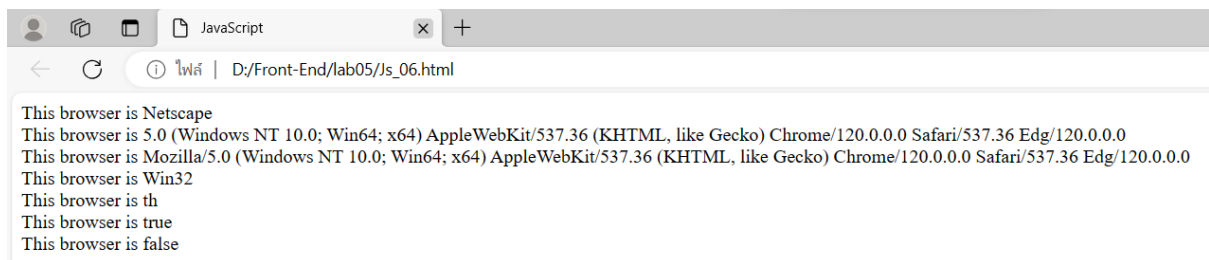 JavaScript
ไฟล์ | D:/Front-End/lab05/Js_06.html
This browser is Netscape
This browser is 5.0 (Windows NT 10.0; Win64; x64) AppleWebKit/537.36 (KHTML, like Gecko) Chrome/120.0.0.0 Safari/537.36 Edg/120.0.0.0
This browser is Mozilla/5.0 (Windows NT 10.0; Win64; x64) AppleWebKit/537.36 (KHTML, like Gecko) Chrome/120.0.0.0 Safari/537.36 Edg/120.0.0.0
This browser is Win32
This browser is th
This browser is true
This browser is false